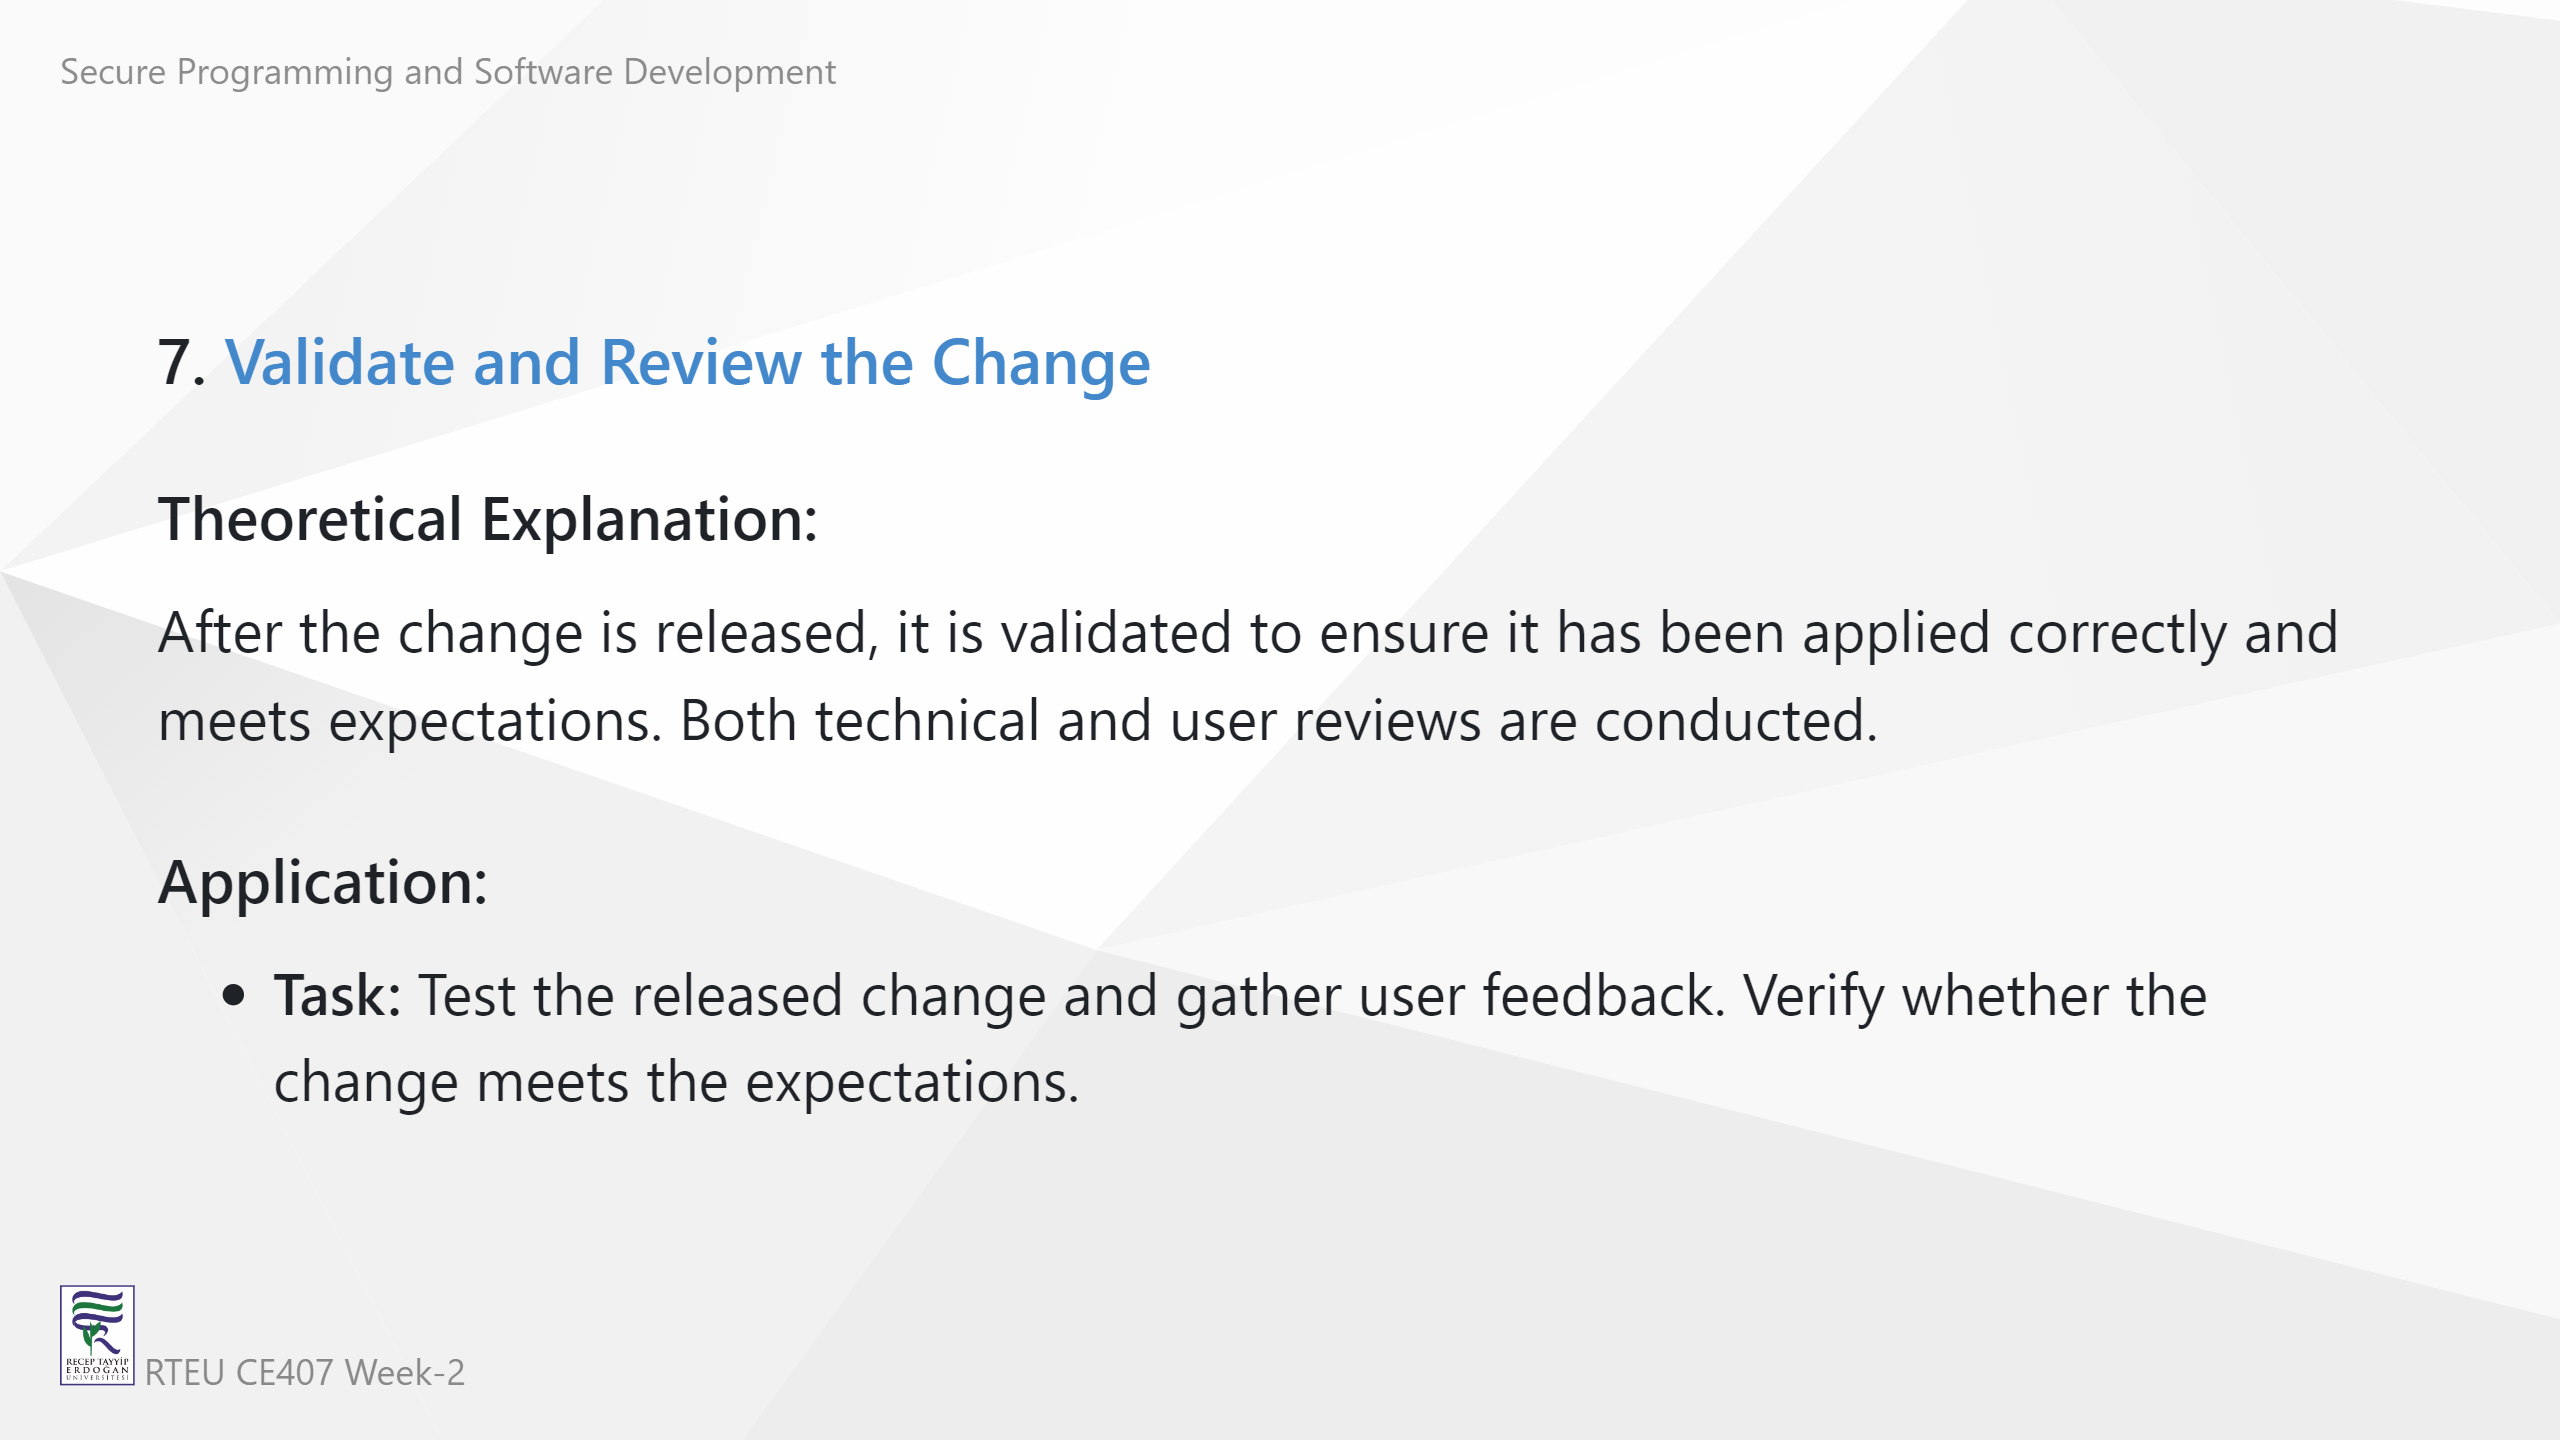 Secure Programming and Software Development
7. Validate and Review the Change
Theoretical Explanation:
After the change is released, it is validated to ensure it has been applied correctly and
meets expectations. Both technical and user reviews are conducted.
Application:
• Task: Test the released change and gather user feedback. Verify whether the
change meets the expectations.
RECEP TAYYİP
ERDOĞAN
ÜNİVERSİTESİ
RTEU CE407 Week-2